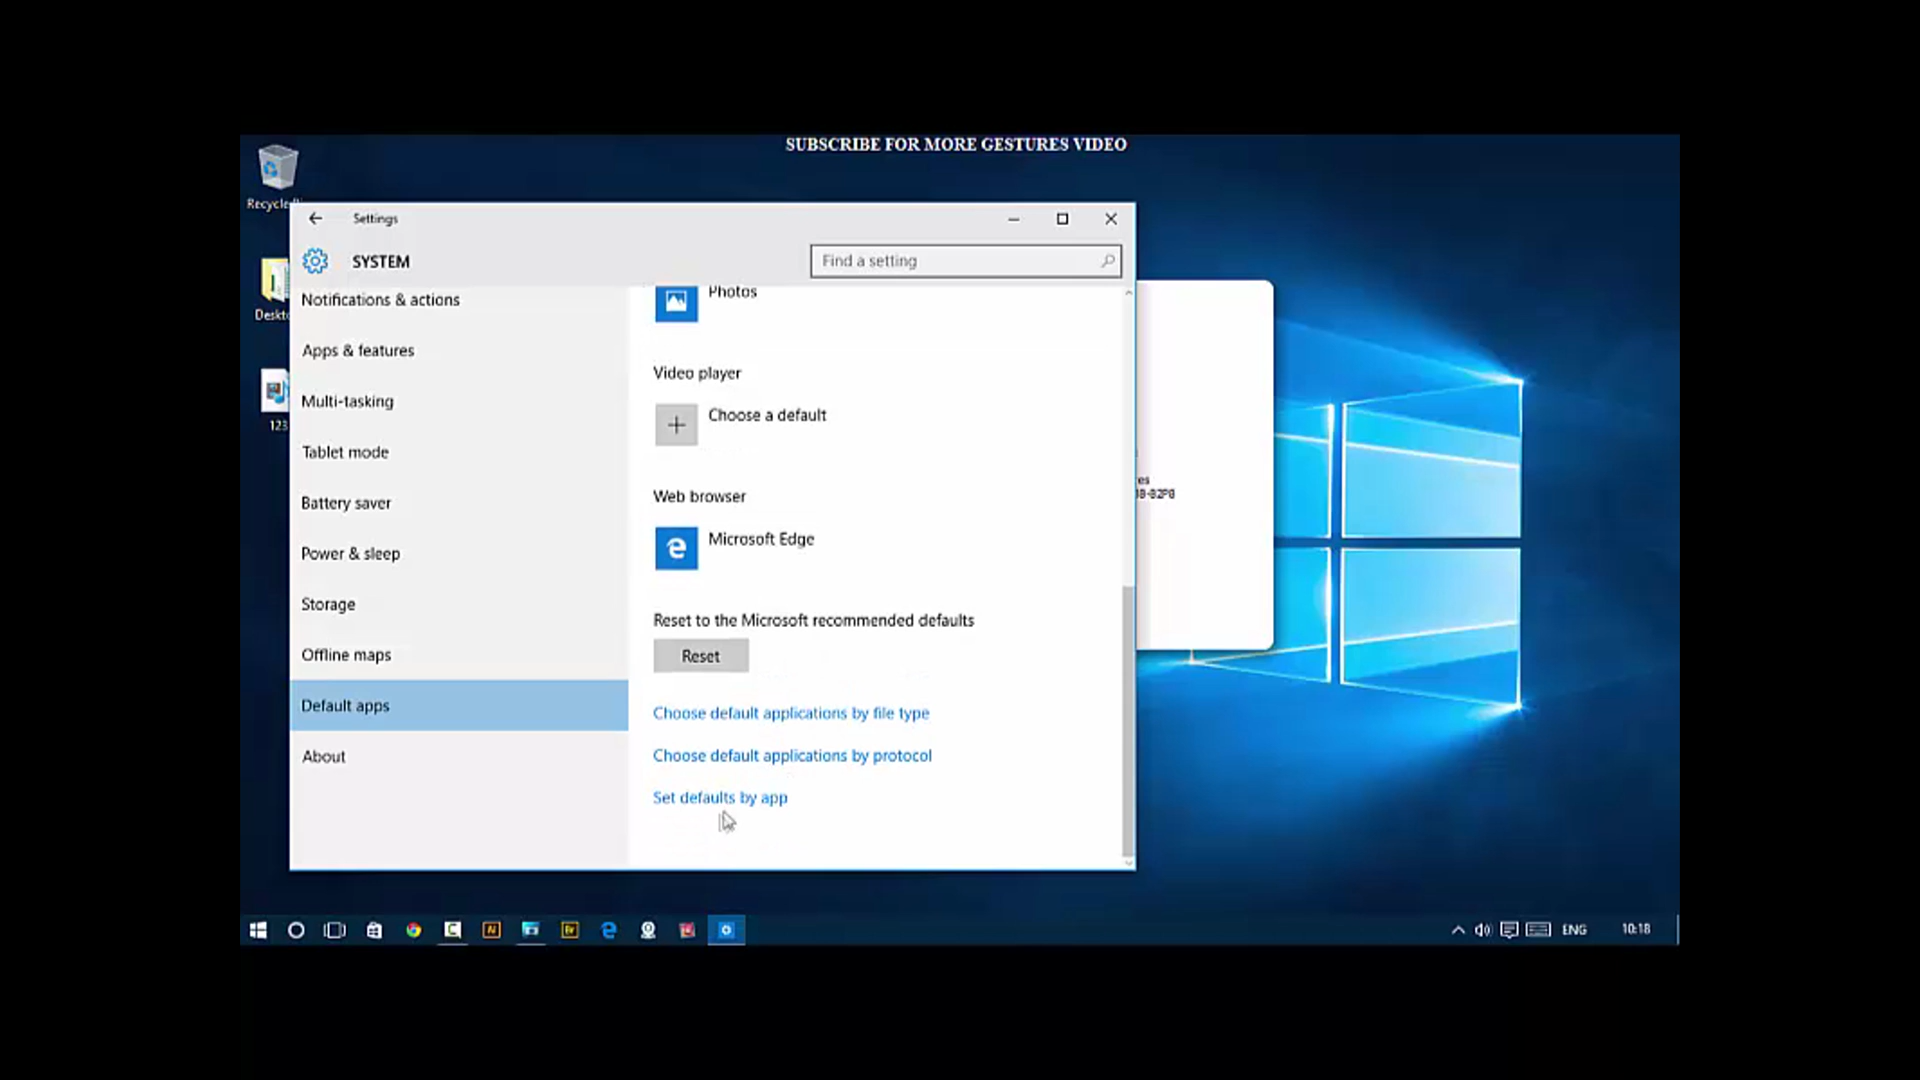 SUBSCRIBE FOR MORE GESTURES VIDEO
Settings
SYSTEM
Find a setting
Notifications & actions
Apps & features
Multi-tasking
Tablet mode
Battery saver
Power & sleep
Storage
Offline maps
Default apps
About
Photos
Video player
Choose a default
Web browser
Microsoft Edge
Reset to the Microsoft recommended defaults
Reset
Choose default applications by file type
Choose default applications by protocol
Set defaults by app
123
ENG
10:18